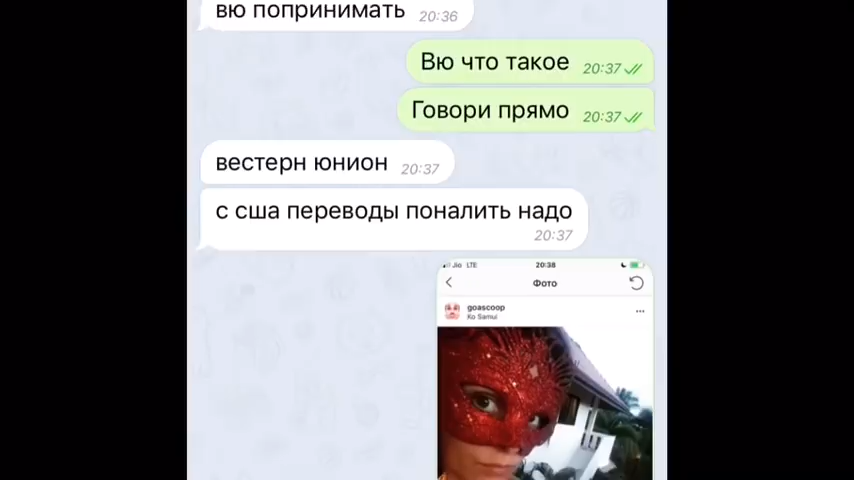 вю попринимать 20:36
Вю что такое 20:37
Говори прямо 20:37
вестерн юнион 20:37
с сша переводы поналить надо
20:37
Jio LTE 20:38
Фото
goascoop
Ko Samui